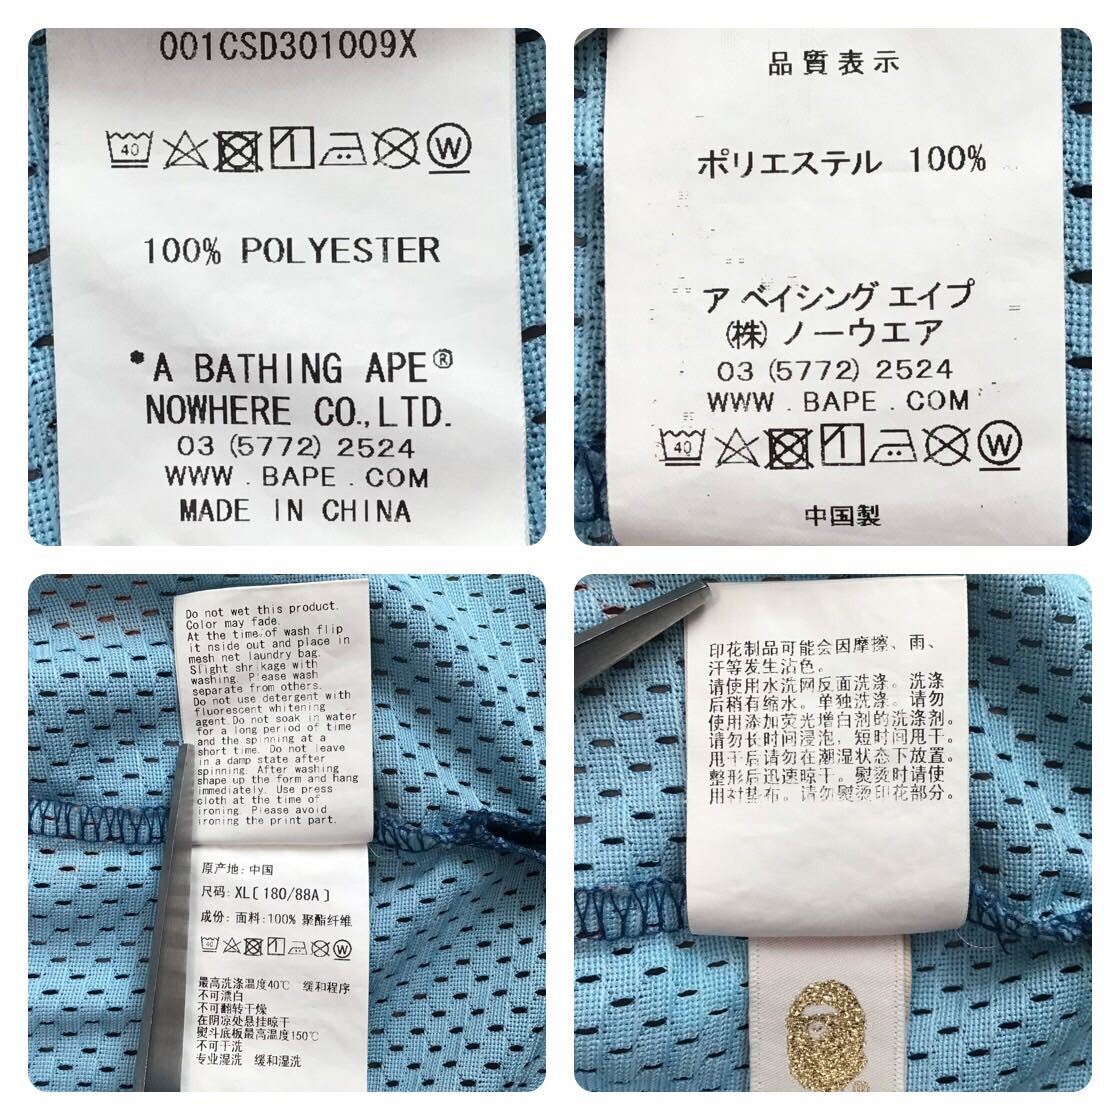 001CSD301009X
40
W
100% POLYESTER
*A BATHING APE®
NOWHERE CO.,LTD.
03 (5772) 2524
WWW . BAPE . COM
MADE IN CHINA
品質表示
ポリエステル 100%
ア ベイシング エイプ
(株) ノーウエア
03 (5772) 2524
WWW . BAPE . COM
40
W
中国製
Do not wet this product.
Color may fade.
At the time of wash flip
it nside out and place in
mesh net laundry bag.
Slight shrikage with
washing. Please wash
separate from others.
Do not use detergent with
fluorescent whitening
agent.Do not soak in water
for a long period of time
and the spinning at a
short time. Do not leave
in a damp state after
spinning. After washing
shape up the form and hang
immediately. Use press
cloth at the time of
ironing. Please avoid
ironing the print part.
原产地: 中国
尺码: XL[ 180/88A ]
成份: 面料:100% 聚酯纤维
40
W
最高洗涤温度40℃ 缓和程序
不可漂白
不可翻转干燥
在阴凉处悬挂晾干
熨斗底板最高温度150℃
不可干洗
专业湿洗 缓和湿洗
印花制品可能会因摩擦、雨、
汗等发生沾色。
请使用水洗网反面洗涤。洗涤
后稍有缩水。单独洗涤。请勿
使用添加荧光增白剂的洗涤剂。
请勿长时间浸泡，短时间甩干。
甩干后请勿在潮湿状态下放置。
整形后迅速晾干。熨烫时请使
用衬垫布。请勿熨烫印花部分。
®